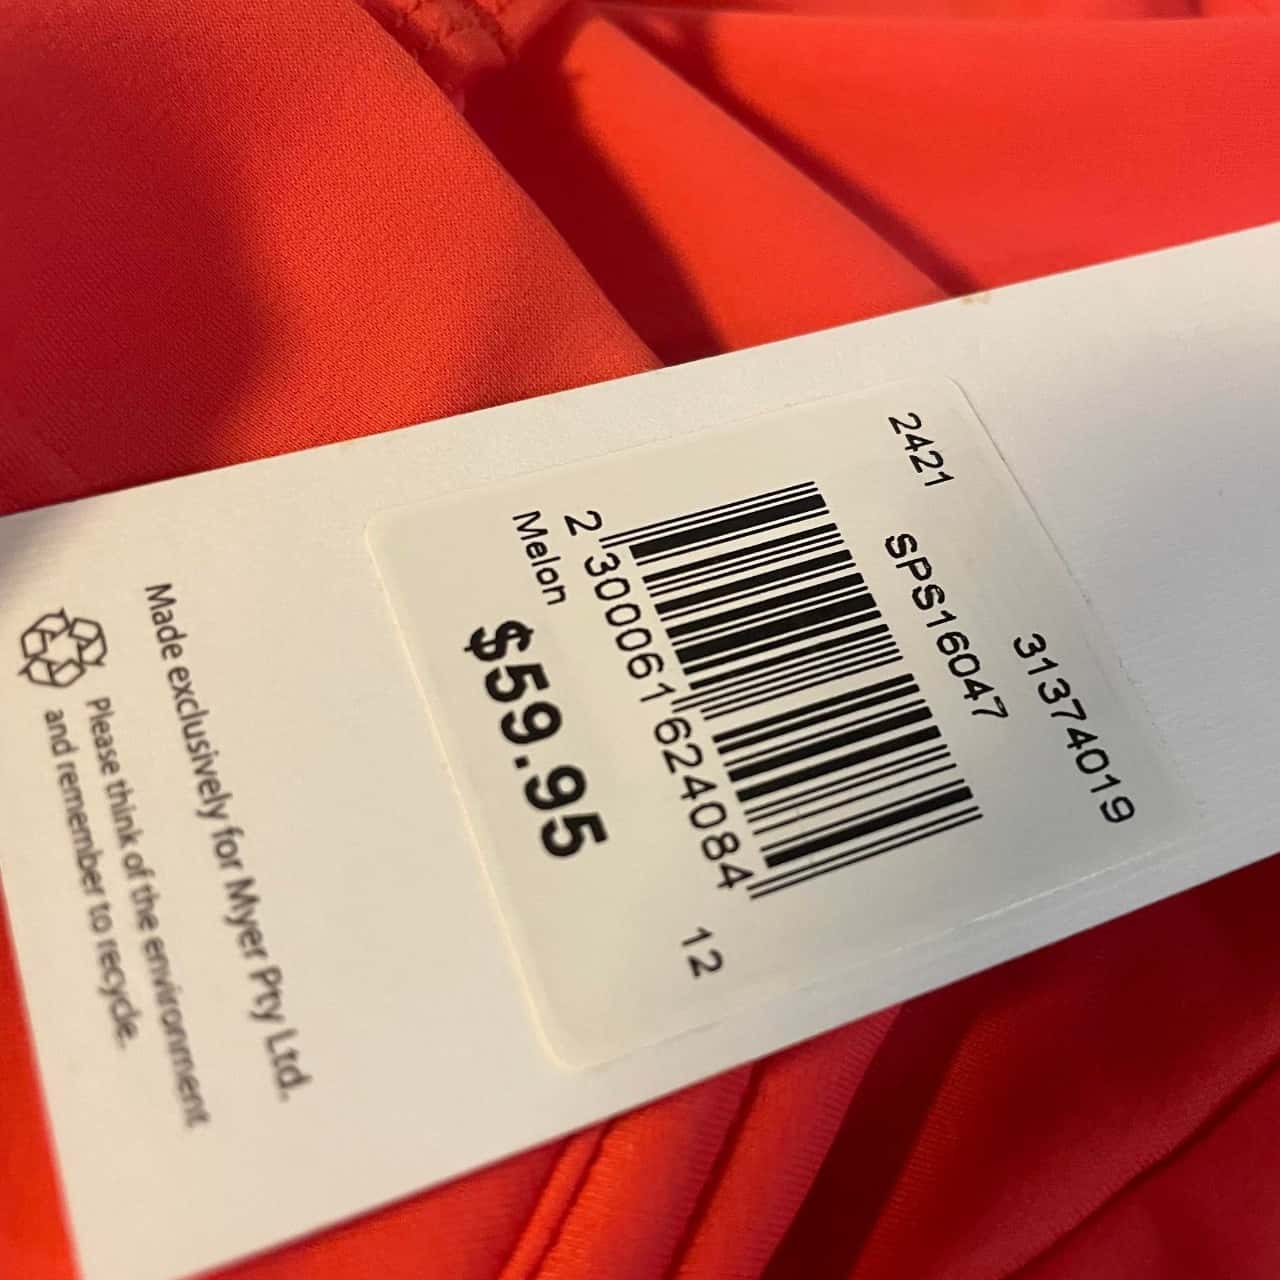 31374019
2421 SPS16047
2 300061 624084 12
Melon
$59.95
Made exclusively for Myer Pty Ltd.
Please think of the environment
and remember to recycle.